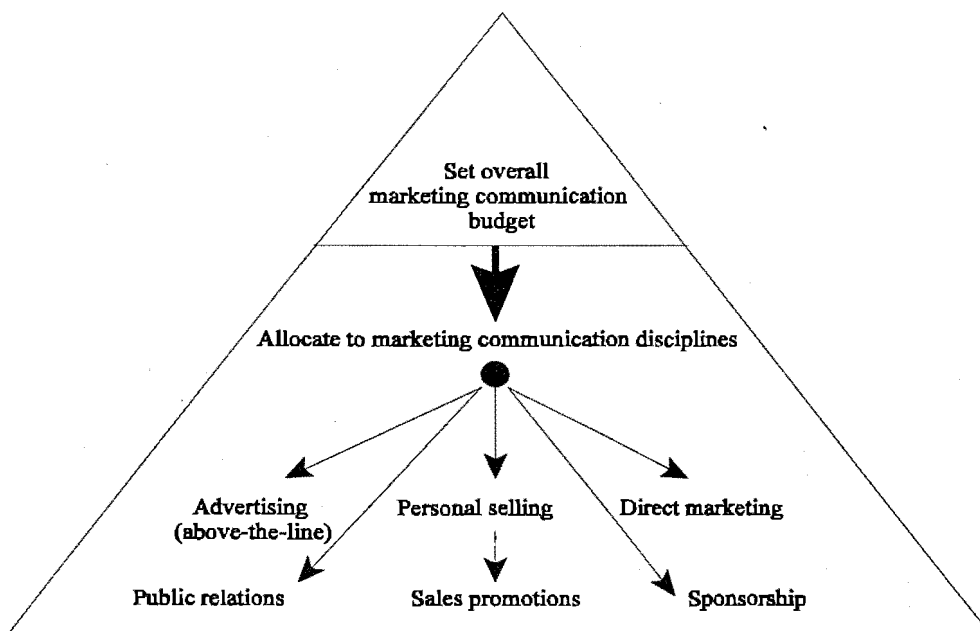 Set overall
marketing communication
budget
Allocate to marketing communication disciplines
Advertising
(above-the-line)
Personal selling
Direct marketing
Public relations
Sales promotions
Sponsorship